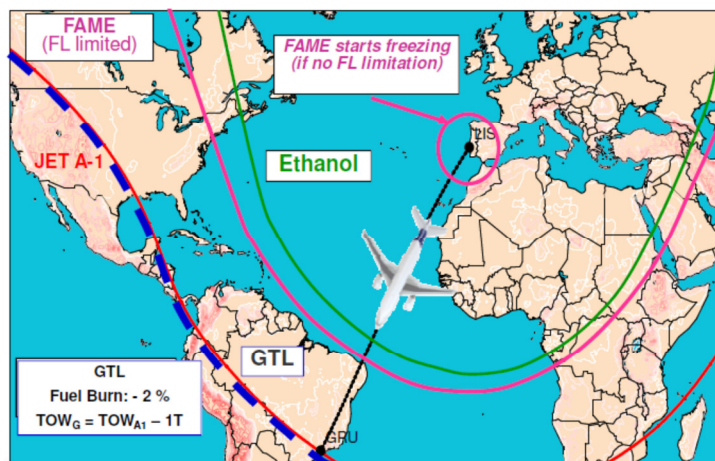 FAME
(FL limited)
FAME starts freezing
(if no FL limitation)
LIS
JET A-1
Ethanol
GTL
GTL
Fuel Burn: - 2 %
TOWG = TOWA1 – 1T
GRU